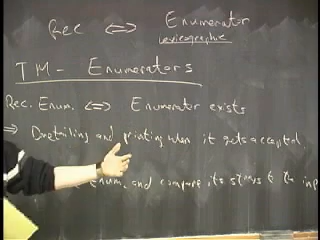 Rec ⇔ Enumerator
Lexicographic
TM - Enumerators
Rec. Enum. ⇔ Enumerator exists
⇒ Dovetailing and printing when it gets accepted
enum. and compare its strings to the inp